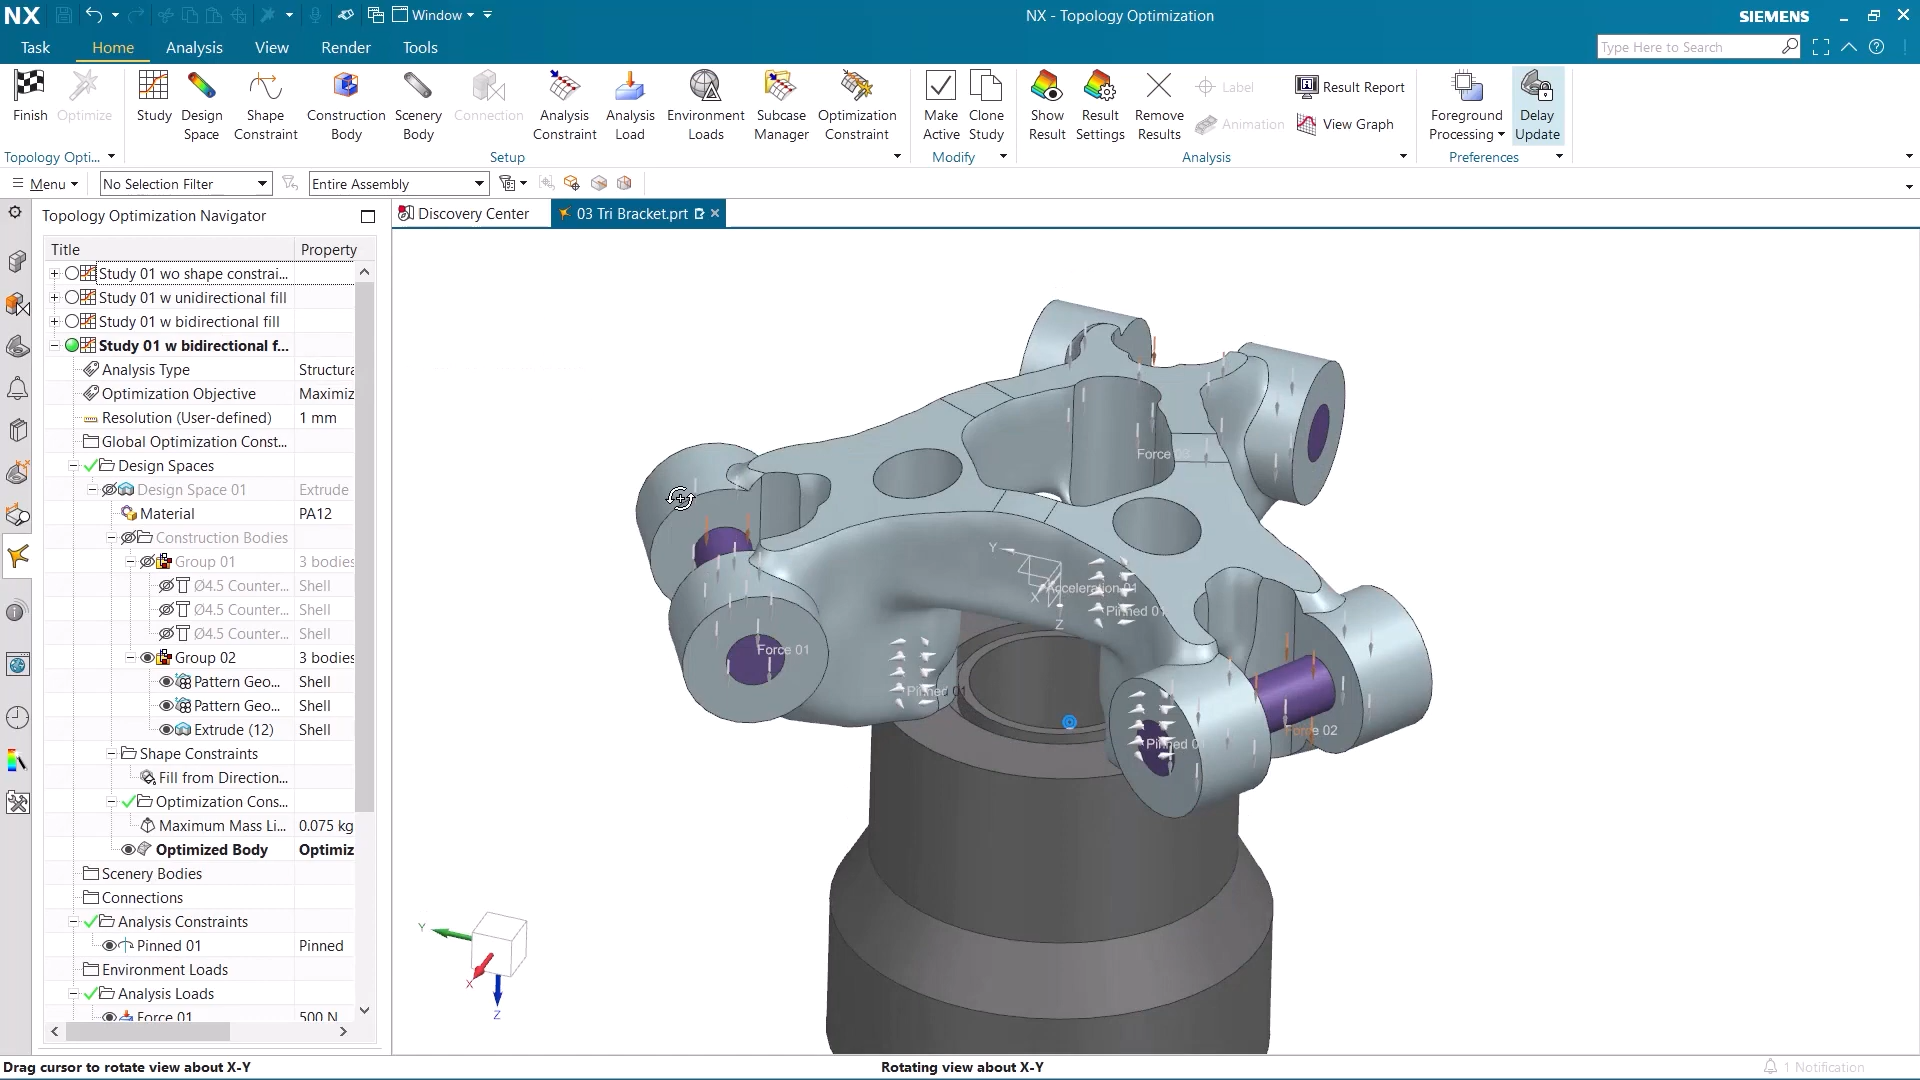 NX
Window
NX - Topology Optimization
SIEMENS
Task
Home
Analysis
View
Render
Tools
Type Here to Search
Finish
Optimize
Study
Design
Space
Shape
Constraint
Construction
Body
Scenery
Body
Connection
Analysis
Constraint
Analysis
Load
Environment
Loads
Subcase
Manager
Optimization
Constraint
Make
Active
Clone
Study
Show
Result
Result
Settings
Remove
Results
Label
Animation
Result Report
View Graph
Foreground
Processing
Delay
Update
Topology Opti...
Setup
Modify
Analysis
Preferences
Menu
No Selection Filter
Entire Assembly
Topology Optimization Navigator
Discovery Center
03 Tri Bracket.prt
Title Property
Study 01 wo shape constrai...
Study 01 w unidirectional fill
Study 01 w bidirectional fill
Study 01 w bidirectional f...
Analysis Type Structura
Optimization Objective Maximiz
Resolution (User-defined) 1 mm
Global Optimization Const...
Design Spaces
Design Space 01 Extrude
Material PA12
Construction Bodies
Group 01 3 bodies
Ø4.5 Counter... Shell
Ø4.5 Counter... Shell
Ø4.5 Counter... Shell
Group 02 3 bodies
Pattern Geo... Shell
Pattern Geo... Shell
Extrude (12) Shell
Shape Constraints
Fill from Direction...
Optimization Cons...
Maximum Mass Li... 0.075 kg
Optimized Body Optimiz
Scenery Bodies
Connections
Analysis Constraints
Pinned 01 Pinned
Environment Loads
Analysis Loads
Force 01 500 N
Force 03
Y
Acceleration 01
X
Pinned 01
Z
Force 01
Pinned 01
Force 02
Pinned 01
Y
X
Z
Drag cursor to rotate view about X-Y
Rotating view about X-Y
1 Notification